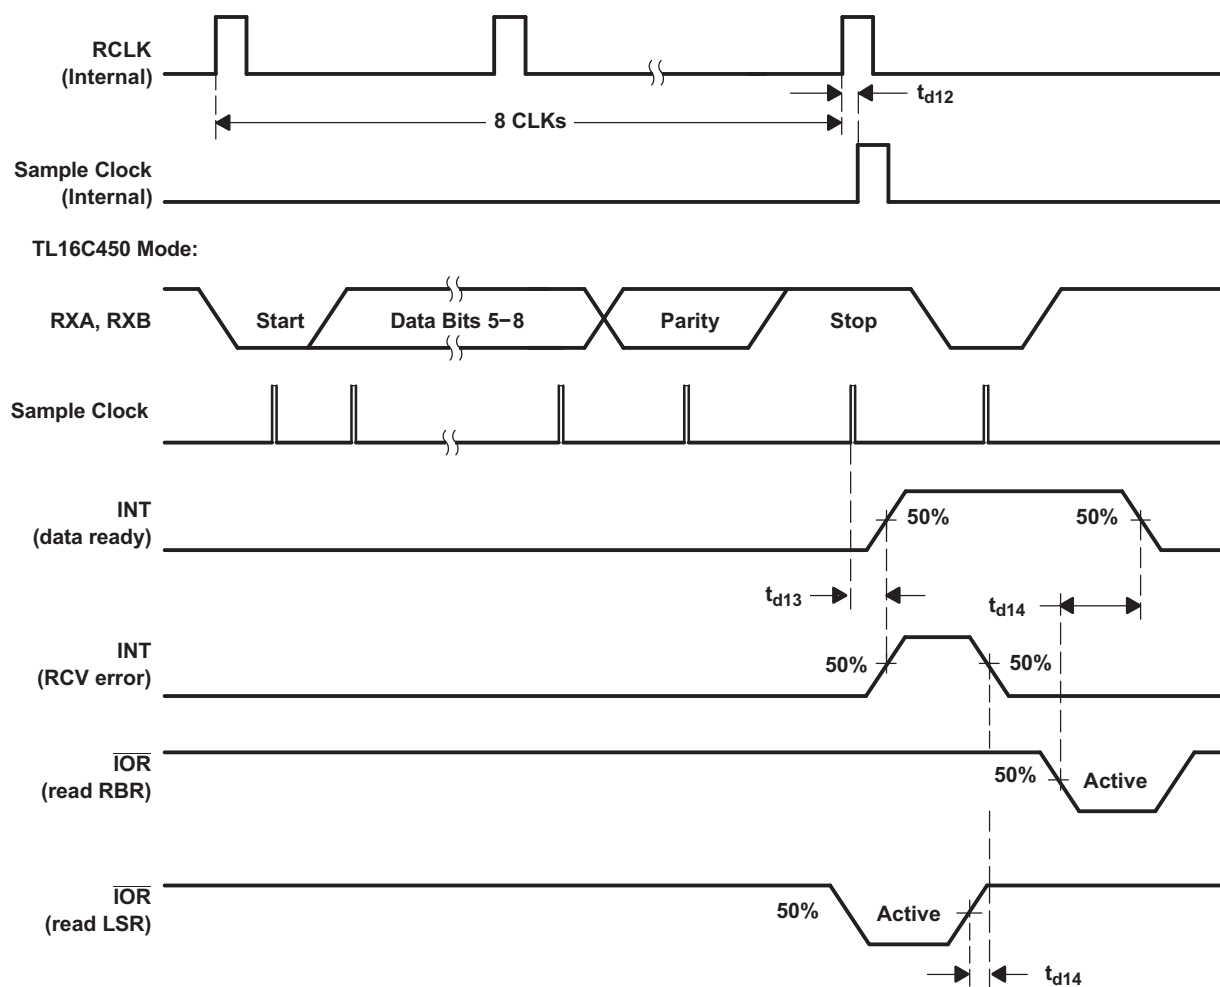 RCLK
(Internal)
t_d12
8 CLKs
Sample Clock
(Internal)
TL16C450 Mode:
RXA, RXB
Start
Data Bits 5−8
Parity
Stop
Sample Clock
INT
(data ready)
50%
50%
t_d13
t_d14
INT
(RCV error)
50%
50%
IOR
(read RBR)
50%
Active
IOR
(read LSR)
50%
Active
t_d14